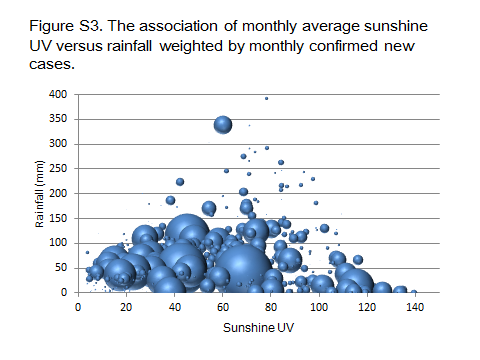 Figure S3. The association of monthly average sunshine
UV versus rainfall weighted by monthly confirmed new
cases.
400
350
300
250
200
150
100
50
0
Rainfall (mm)
0 20 40 60 80 100 120 140
Sunshine UV